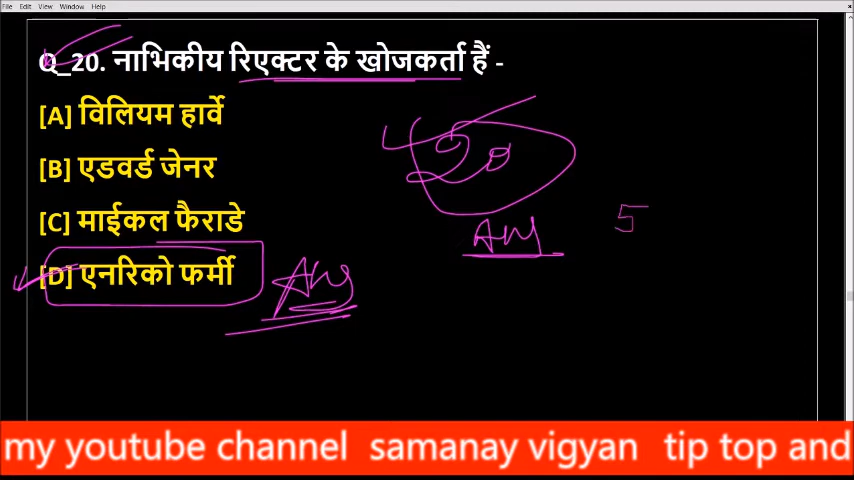 File Edit View Window Help
Q_20. नाभिकीय रिएक्टर के खोजकर्ता हैं -
[A] विलियम हार्वे
[B] एडवर्ड जेनर
20
[C] माईकल फैराडे
Ans
5
[D] एनरिको फर्मी
Ans
my youtube channel samanay vigyan tip top and